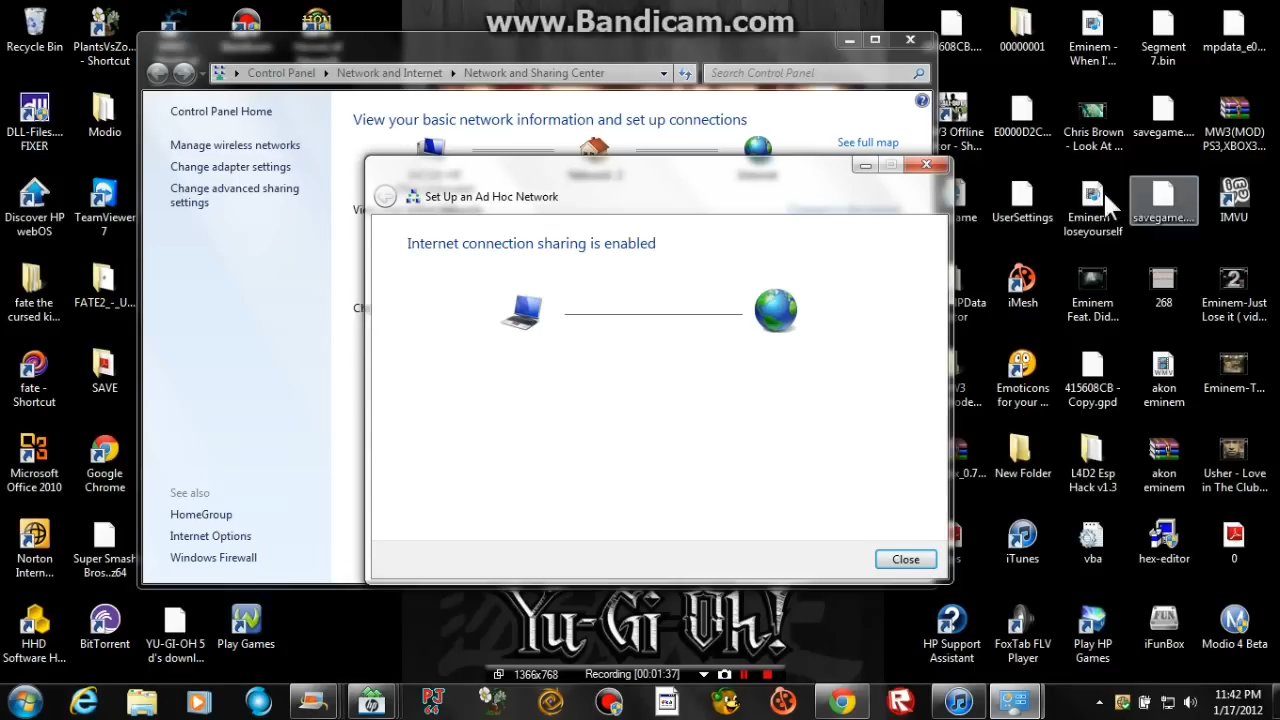 www.Bandicam.com
Recycle Bin
PlantsVsZo...
- Shortcut
608CB....
00000001
Eminem -
When I'...
Segment
7.bin
mpdata_e0...
Control Panel
Network and Internet
Network and Sharing Center
Search Control Panel
Control Panel Home
View your basic network information and set up connections
See full map
Manage wireless networks
Change adapter settings
Change advanced sharing
settings
Set Up an Ad Hoc Network
Internet connection sharing is enabled
Close
See also
HomeGroup
Internet Options
Windows Firewall
DLL-Files....
FIXER
Modio
W3 Offline
E0000D2C...
Chris Brown
- Look At ...
savegame....
MW3(MOD)
PS3,XBOX3...
Discover HP
webOS
TeamViewer
7
UserSettings
Eminem
loseyourself
savegame....
IMVU
fate the
cursed ki...
FATE2_-_U...
iMesh
Eminem
Feat. Did...
268
Eminem-Just
Lose it ( vid...
fate -
Shortcut
SAVE
Emoticons
for your ...
415608CB -
Copy.gpd
akon
eminem
Eminem-T...
Microsoft
Office 2010
Google
Chrome
New Folder
L4D2 Esp
Hack v1.3
akon
eminem
Usher - Love
in The Club...
Norton
Intern...
Super Smash
Bros..z64
iTunes
vba
hex-editor
0
HHD
Software H...
BitTorrent
YU-GI-OH 5
d's downl...
Play Games
Yu-Gi-Oh!
HP Support
Assistant
FoxTab FLV
Player
Play HP
Games
iFunBox
Modio 4 Beta
1366x768
Recording [00:01:37]
11:42 PM
1/17/2012